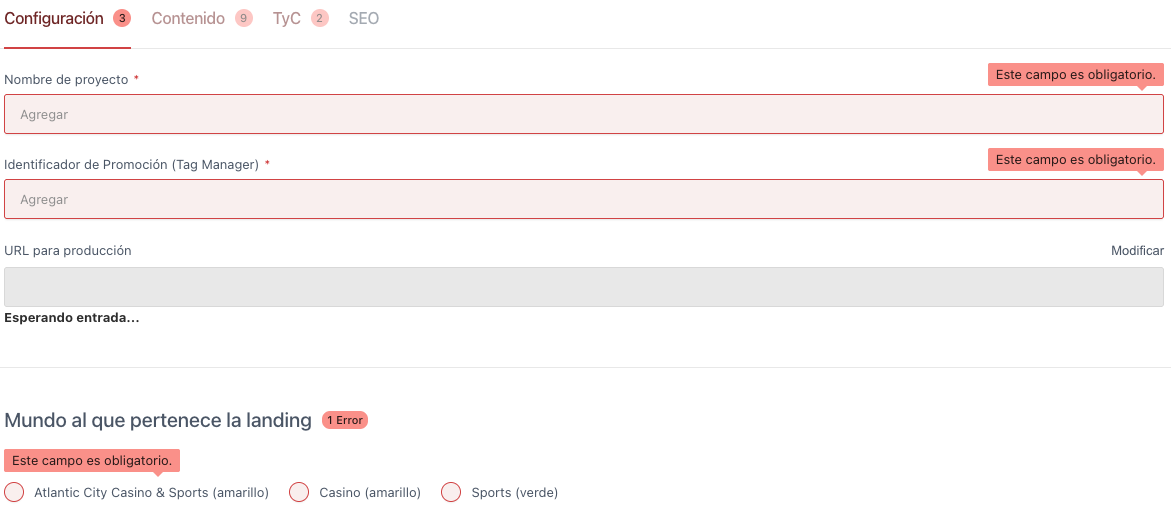 Configuración 3 Contenido 9 TyC 2 SEO
Nombre de proyecto * Este campo es obligatorio.
Agregar
Identificador de Promoción (Tag Manager) * Este campo es obligatorio.
Agregar
URL para producción Modificar
Esperando entrada...
Mundo al que pertenece la landing 1 Error
Este campo es obligatorio.
Atlantic City Casino & Sports (amarillo) Casino (amarillo) Sports (verde)